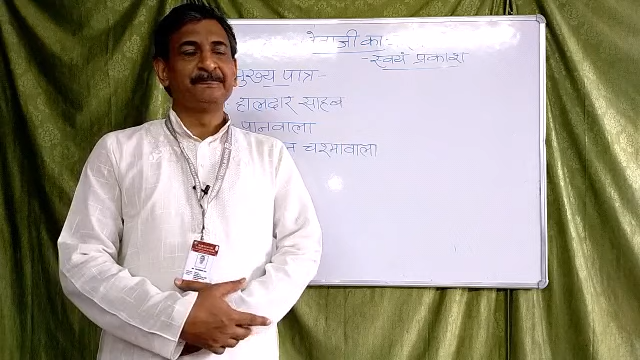 नेताजी का
- स्वयं प्रकाश
मुख्य पात्र -
हालदार साहब
पानवाला
चश्मावाला